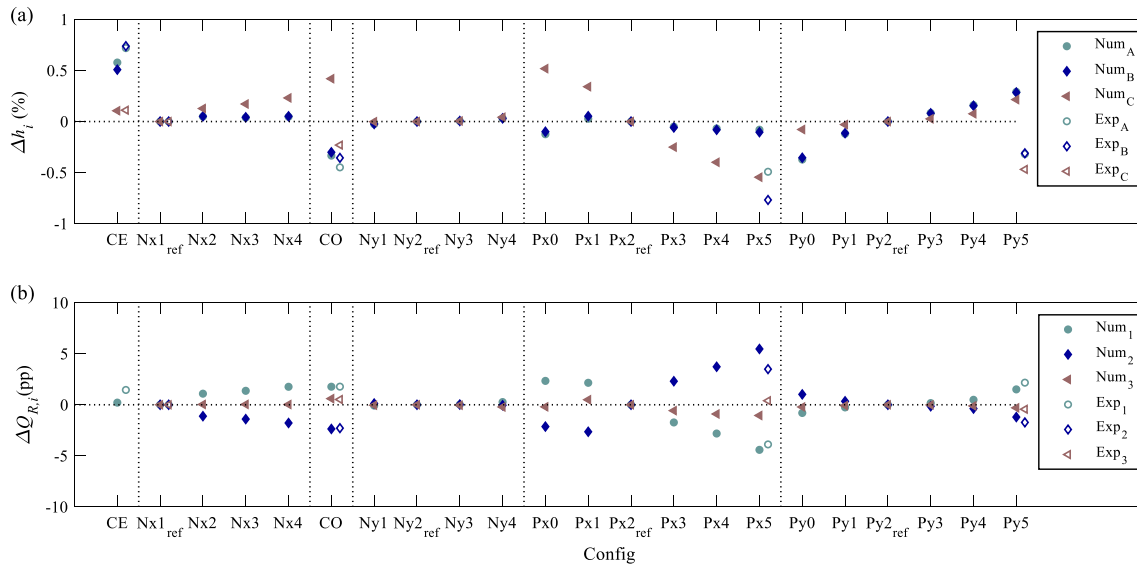 (a)
Δh_i (%)
1
0.5
0
-0.5
-1
CE Nx1_ref Nx2 Nx3 Nx4 CO Ny1 Ny2_ref Ny3 Ny4 Px0 Px1 Px2_ref Px3 Px4 Px5 Py0 Py1 Py2_ref Py3 Py4 Py5
Num_A
Num_B
Num_C
Exp_A
Exp_B
Exp_C
(b)
ΔQ_R,i (pp)
10
5
0
-5
-10
CE Nx1_ref Nx2 Nx3 Nx4 CO Ny1 Ny2_ref Ny3 Ny4 Px0 Px1 Px2_ref Px3 Px4 Px5 Py0 Py1 Py2_ref Py3 Py4 Py5
Config
Num_1
Num_2
Num_3
Exp_1
Exp_2
Exp_3